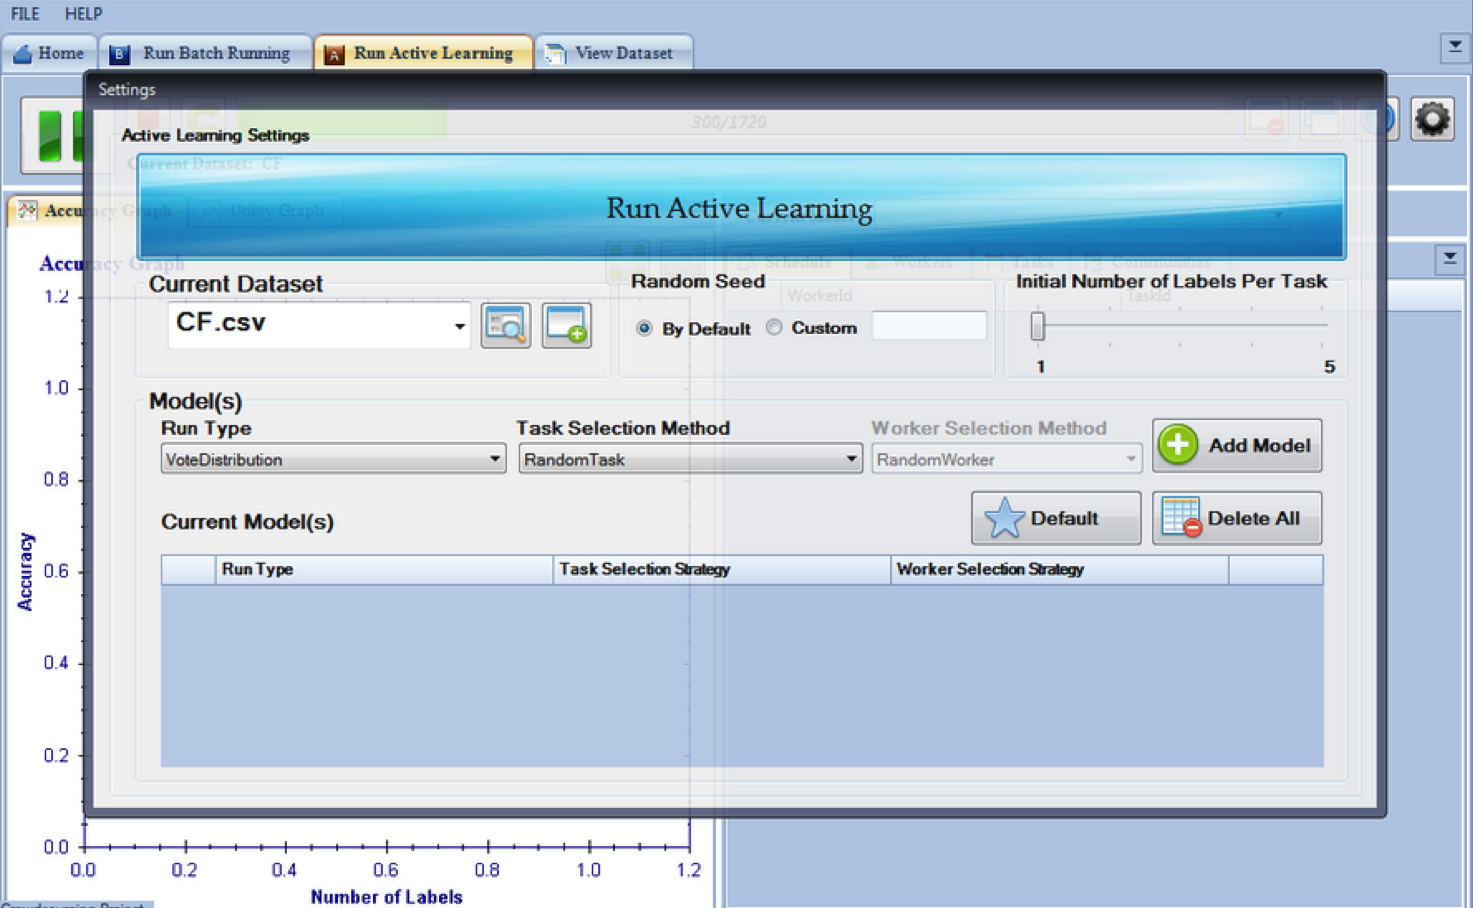 FILE HELP
Home Run Batch Running Run Active Learning View Dataset
Settings
Active Learning Settings
300/1720
Current Dataset: CF
Run Active Learning
Accuracy Graph Utility Graph
Accuracy Graph
Schedule Workers Tasks Communities
WorkerId TaskId
Current Dataset Random Seed Initial Number of Labels Per Task
CF.csv By Default Custom
1 5
Model(s)
Run Type Task Selection Method Worker Selection Method
VoteDistribution RandomTask RandomWorker Add Model
Current Model(s) Default Delete All
Run Type Task Selection Strategy Worker Selection Strategy
Accuracy
1.2
1.0
0.8
0.6
0.4
0.2
0.0
0.0 0.2 0.4 0.6 0.8 1.0 1.2
Number of Labels